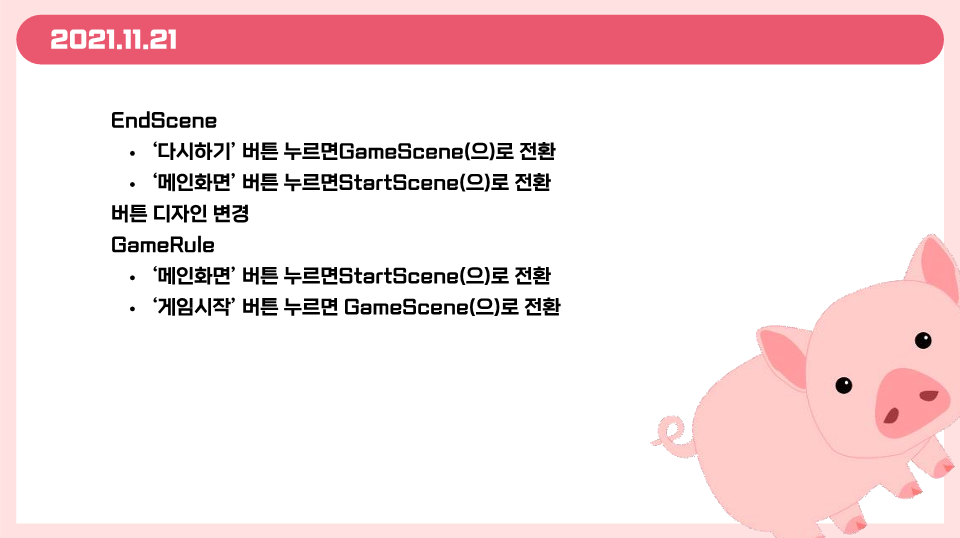 2021.11.21
EndScene
• ‘다시하기’ 버튼 누르면GameScene(으)로 전환
• ‘메인화면’ 버튼 누르면StartScene(으)로 전환
버튼 디자인 변경
GameRule
• ‘메인화면’ 버튼 누르면StartScene(으)로 전환
• ‘게임시작’ 버튼 누르면 GameScene(으)로 전환